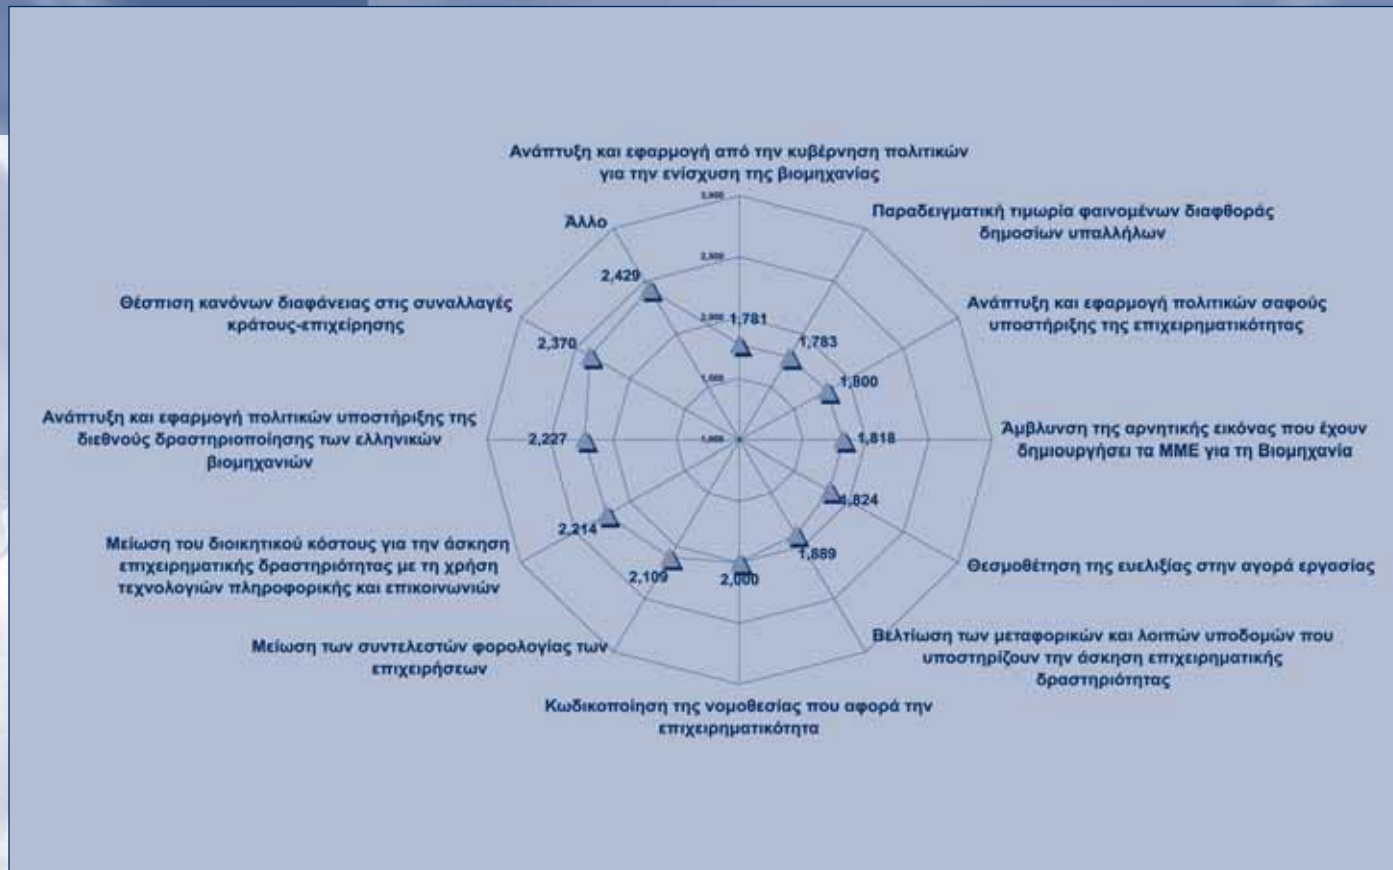 Ανάπτυξη και εφαρμογή από την κυβέρνηση πολιτικών
για την ενίσχυση της βιομηχανίας
Παραδειγματική τιμωρία φαινομένων διαφθοράς
δημοσίων υπαλλήλων
Ανάπτυξη και εφαρμογή πολιτικών σαφούς
υποστήριξης της επιχειρηματικότητας
Άμβλυνση της αρνητικής εικόνας που έχουν
δημιουργήσει τα ΜΜΕ για τη Βιομηχανία
Θεσμοθέτηση της ευελιξίας στην αγορά εργασίας
Βελτίωση των μεταφορικών και λοιπών υποδομών που
υποστηρίζουν την άσκηση επιχειρηματικής
δραστηριότητας
Κωδικοποίηση της νομοθεσίας που αφορά την
επιχειρηματικότητα
Μείωση των συντελεστών φορολογίας των
επιχειρήσεων
Μείωση του διοικητικού κόστους για την άσκηση
επιχειρηματικής δραστηριότητας με τη χρήση
τεχνολογιών πληροφορικής και επικοινωνιών
Ανάπτυξη και εφαρμογή πολιτικών υποστήριξης της
διεθνούς δραστηριοποίησης των ελληνικών
βιομηχανιών
Θέσπιση κανόνων διαφάνειας στις συναλλαγές
κράτους-επιχείρησης
Άλλο
2,500
2,000
1,781
1,783
1,800
1,818
1,824
1,889
2,000
2,109
2,214
2,227
2,370
2,429